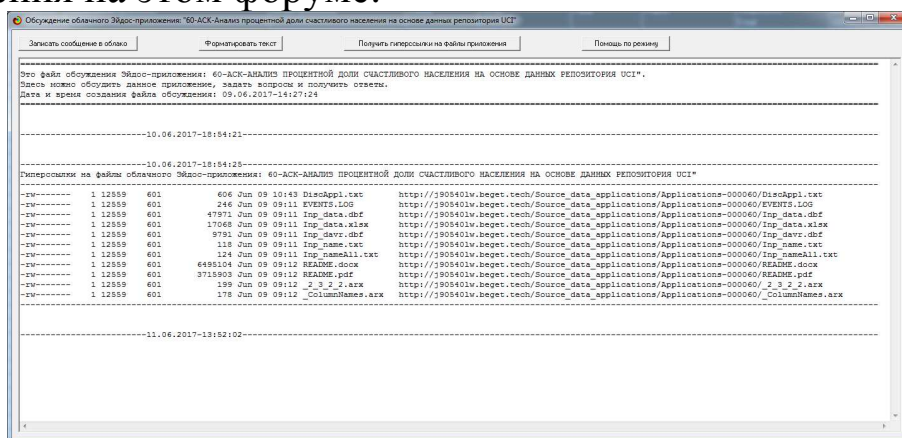 ения на этом форуме.
Обсуждение облачного Эйдос-приложения: "60-АСК-Анализ процентной доли счастливого населения на основе данных репозитория UCI"
Записать сообщение в облако Форматировать текст Получить гиперссылки на файлы приложения Помощь по режиму
Это файл обсуждения Эйдос-приложения: 60-АСК-АНАЛИЗ ПРОЦЕНТНОЙ ДОЛИ СЧАСТЛИВОГО НАСЕЛЕНИЯ НА ОСНОВЕ ДАННЫХ РЕПОЗИТОРИЯ UCI".
Здесь можно обсудить данное приложение, задать вопросы и получить ответы.
Дата и время создания файла обсуждения: 09.06.2017-14:27:24
10.06.2017-18:54:21
10.06.2017-18:54:25
Гиперссылки на файлы облачного Эйдос-приложения: 60-АСК-АНАЛИЗ ПРОЦЕНТНОЙ ДОЛИ СЧАСТЛИВОГО НАСЕЛЕНИЯ НА ОСНОВЕ ДАННЫХ РЕПОЗИТОРИЯ UCI"
-rw------- 1 12559 601 606 Jun 09 10:43 DiscAppl.txt http://j905401w.beget.tech/Source_data_applications/Applications-000060/DiscAppl.txt
-rw------- 1 12559 601 246 Jun 09 09:11 EVENTS.LOG http://j905401w.beget.tech/Source_data_applications/Applications-000060/EVENTS.LOG
-rw------- 1 12559 601 47971 Jun 09 09:11 Inp_data.dbf http://j905401w.beget.tech/Source_data_applications/Applications-000060/Inp_data.dbf
-rw------- 1 12559 601 17068 Jun 09 09:11 Inp_data.xlsx http://j905401w.beget.tech/Source_data_applications/Applications-000060/Inp_data.xlsx
-rw------- 1 12559 601 9791 Jun 09 09:11 Inp_davr.dbf http://j905401w.beget.tech/Source_data_applications/Applications-000060/Inp_davr.dbf
-rw------- 1 12559 601 118 Jun 09 09:11 Inp_name.txt http://j905401w.beget.tech/Source_data_applications/Applications-000060/Inp_name.txt
-rw------- 1 12559 601 124 Jun 09 09:11 Inp_nameAll.txt http://j905401w.beget.tech/Source_data_applications/Applications-000060/Inp_nameAll.txt
-rw------- 1 12559 601 6495104 Jun 09 09:12 README.docx http://j905401w.beget.tech/Source_data_applications/Applications-000060/README.docx
-rw------- 1 12559 601 3715903 Jun 09 09:12 README.pdf http://j905401w.beget.tech/Source_data_applications/Applications-000060/README.pdf
-rw------- 1 12559 601 199 Jun 09 09:12 _2_3_2_2.arx http://j905401w.beget.tech/Source_data_applications/Applications-000060/_2_3_2_2.arx
-rw------- 1 12559 601 178 Jun 09 09:12 _ColumnNames.arx http://j905401w.beget.tech/Source_data_applications/Applications-000060/_ColumnNames.arx
11.06.2017-13:52:02